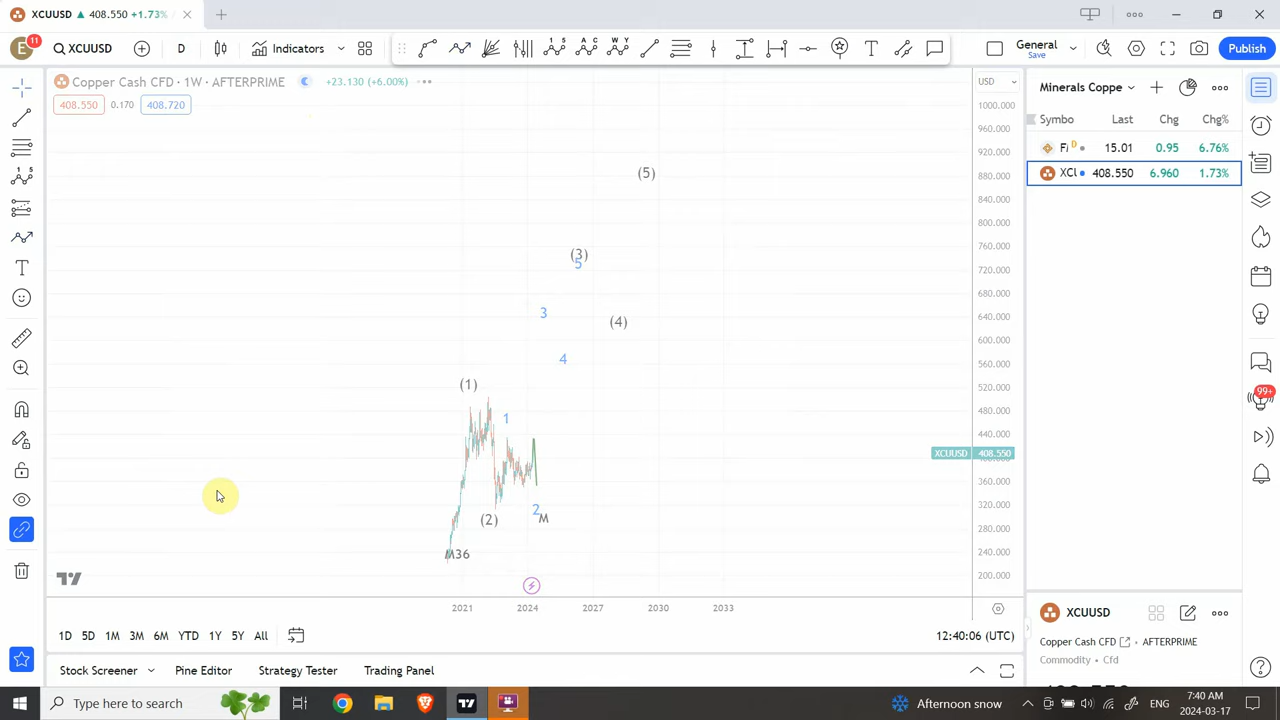 XCUUSD ▲ 408.550 +1.73%
E 11 XCUUSD D Indicators General Save Publish
Copper Cash CFD · 1W · AFTERPRIME +23.130 (+6.00%)
408.550 0.170 408.720
USD
1000.000
960.000
920.000
880.000
840.000
800.000
760.000
720.000
680.000
640.000
600.000
560.000
520.000
480.000
440.000
XCUUSD 408.550
360.000
320.000
280.000
240.000
200.000
(5)
(3)
5
3
(4)
4
(1)
1
2
M
(2)
M36
2021 2024 2027 2030 2033
1D 5D 1M 3M 6M YTD 1Y 5Y All
12:40:06 (UTC)
Stock Screener Pine Editor Strategy Tester Trading Panel
Minerals Coppe
Symbo Last Chg Chg%
D 15.01 0.95 6.76%
XCU 408.550 6.960 1.73%
99+
XCUUSD
Copper Cash CFD AFTERPRIME
Commodity · Cfd
Type here to search
Afternoon snow
ENG
7:40 AM
2024-03-17